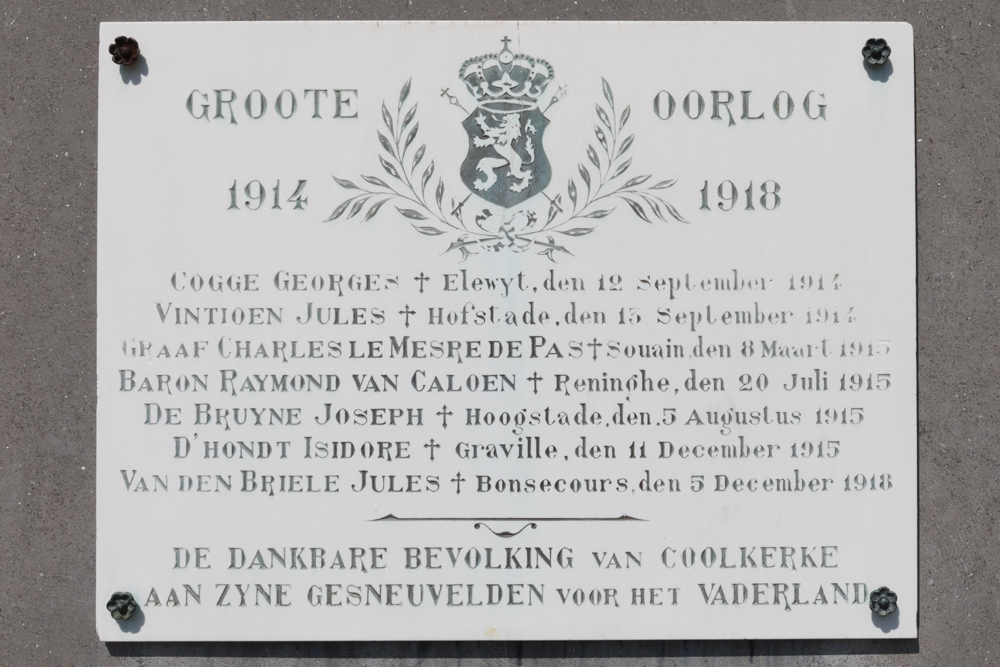 GROOTE OORLOG
1914 1918
COGGE GEORGES † Elewyt, den 12 September 1914
VINTIOEN JULES † Hofstade, den 13 September 1914
GRAAF CHARLES LE MESRE DE PAS † Souain, den 8 Maart 1915
BARON RAYMOND VAN CALOEN † Reninghe, den 20 Juli 1915
DE BRUYNE JOSEPH † Hoogstade, den 5 Augustus 1915
D'HONDT ISIDORE † Graville, den 11 December 1915
VAN DEN BRIELE JULES † Bonsecours, den 5 December 1918
DE DANKBARE BEVOLKING VAN COOLKERKE
AAN ZYNE GESNEUVELDEN VOOR HET VADERLAND